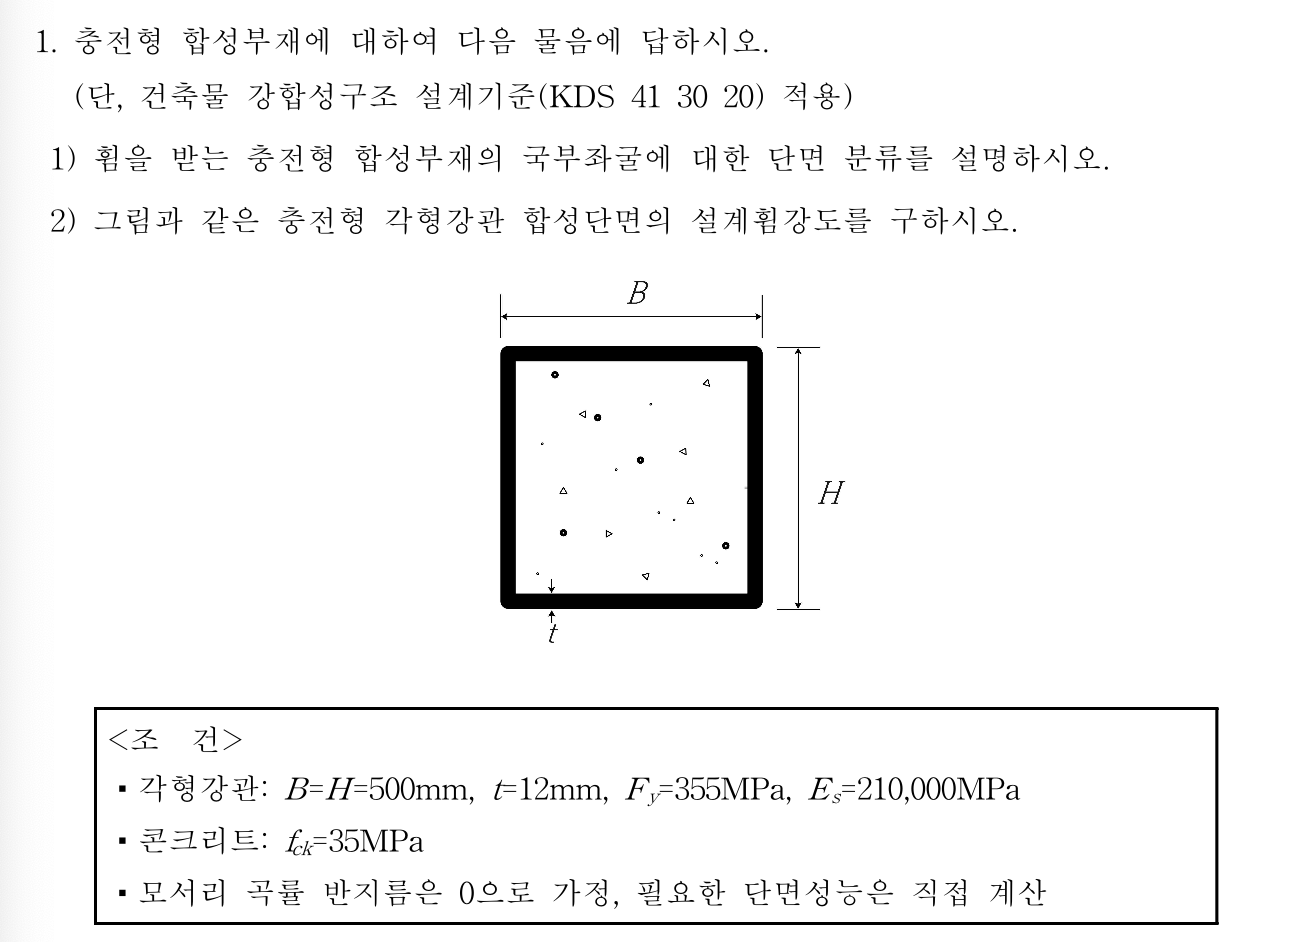 1. 충전형 합성부재에 대하여 다음 물음에 답하시오.
(단, 건축물 강합성구조 설계기준(KDS 41 30 20) 적용)
1) 휨을 받는 충전형 합성부재의 국부좌굴에 대한 단면 분류를 설명하시오.
2) 그림과 같은 충전형 각형강관 합성단면의 설계휨강도를 구하시오.
B
H
t
<조 건>
▪ 각형강관: B=H=500mm, t=12mm, Fy=355MPa, Es=210,000MPa
▪ 콘크리트: fck=35MPa
▪ 모서리 곡률 반지름은 0으로 가정, 필요한 단면성능은 직접 계산